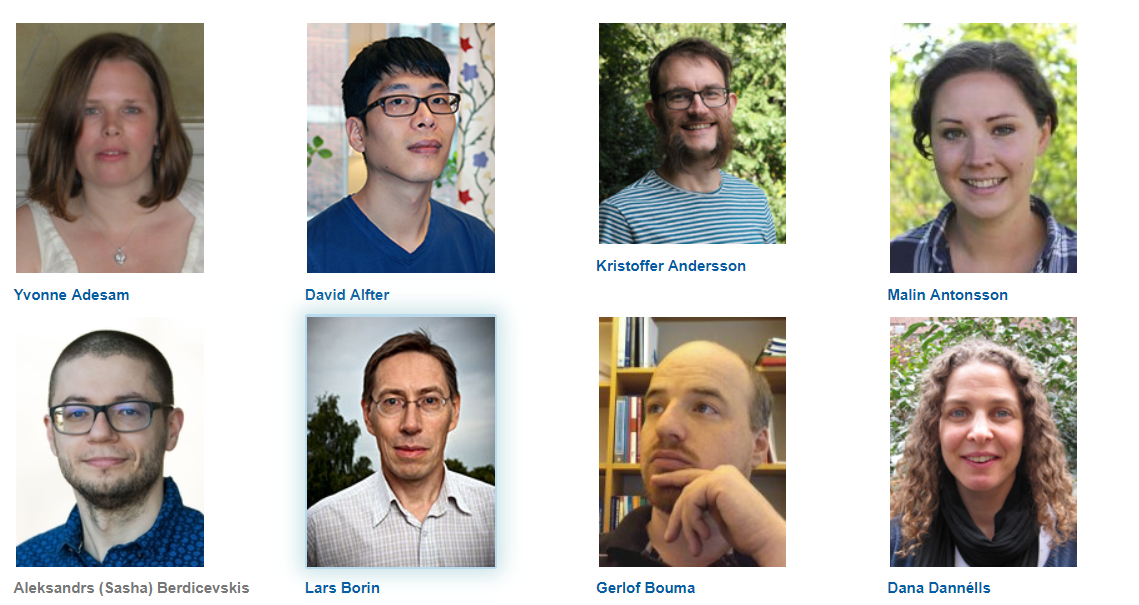 Yvonne Adesam
David Alfter
Kristoffer Andersson
Malin Antonsson
Aleksandrs (Sasha) Berdicevskis
Lars Borin
Gerlof Bouma
Dana Dannélls